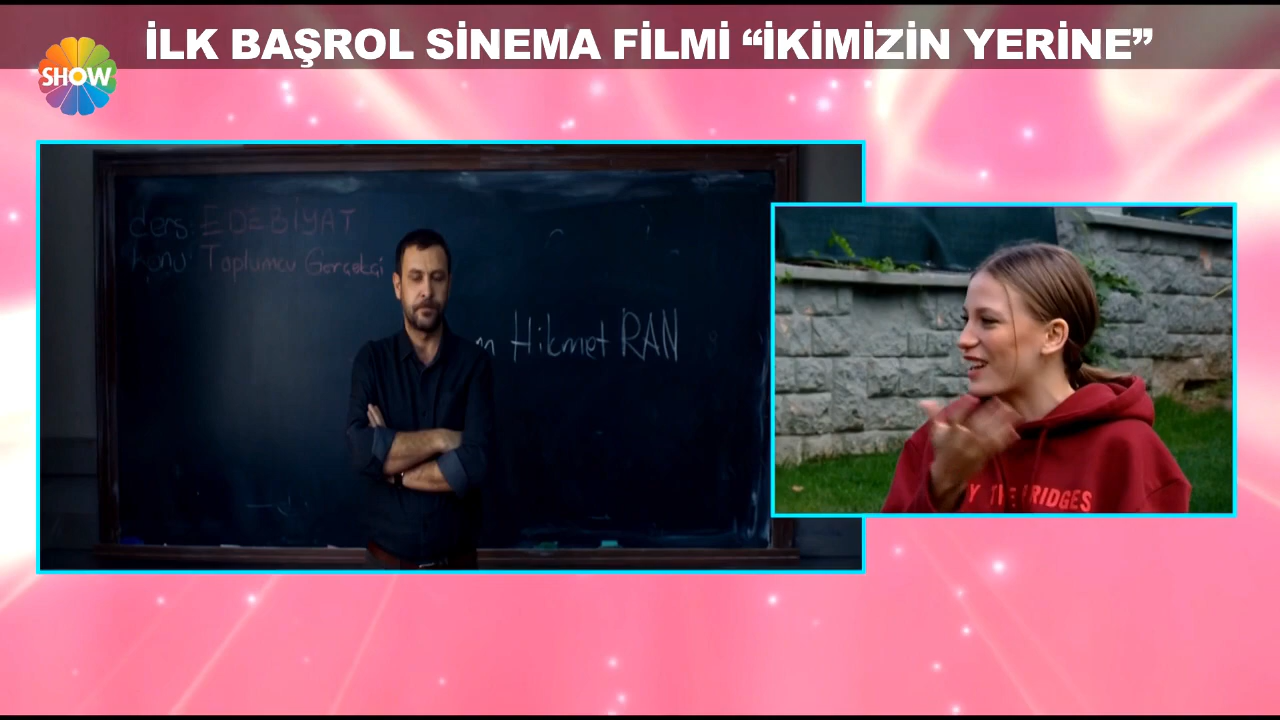 İLK BAŞROL SİNEMA FİLMİ “İKİMİZİN YERİNE”
SHOW
ders EDEBİYAT
konu Toplumcu Gerçekçi
m Hikmet RAN
Y THE BRIDGES